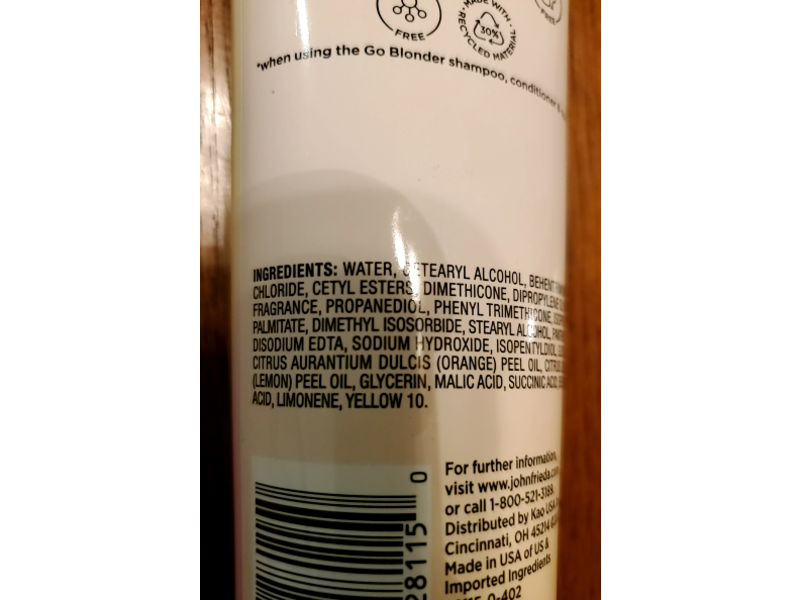 MADE WITH
30%
FREE
RECYCLED MATERIAL
FREE
*when using the Go Blonder shampoo, conditioner &
INGREDIENTS: WATER, CETEARYL ALCOHOL,
CHLORIDE, CETYL ESTERS, DIMETHICONE,
FRAGRANCE, PROPANEDIOL, PHENYL TRIMETHICONE,
PALMITATE, DIMETHYL ISOSORBIDE, STEARYL ALCOHOL,
DISODIUM EDTA, SODIUM HYDROXIDE, ISOPENTYLDIOL,
CITRUS AURANTIUM DULCIS (ORANGE) PEEL OIL,
(LEMON) PEEL OIL, GLYCERIN, MALIC ACID, SUCCINIC ACID,
ACID, LIMONENE, YELLOW 10.
For further information,
visit www.johnfrieda.com
or call 1-800-521-3189.
Distributed by Kao USA
Cincinnati, OH 45214
Made in USA of US &
Imported Ingredients
0-402
28115 0